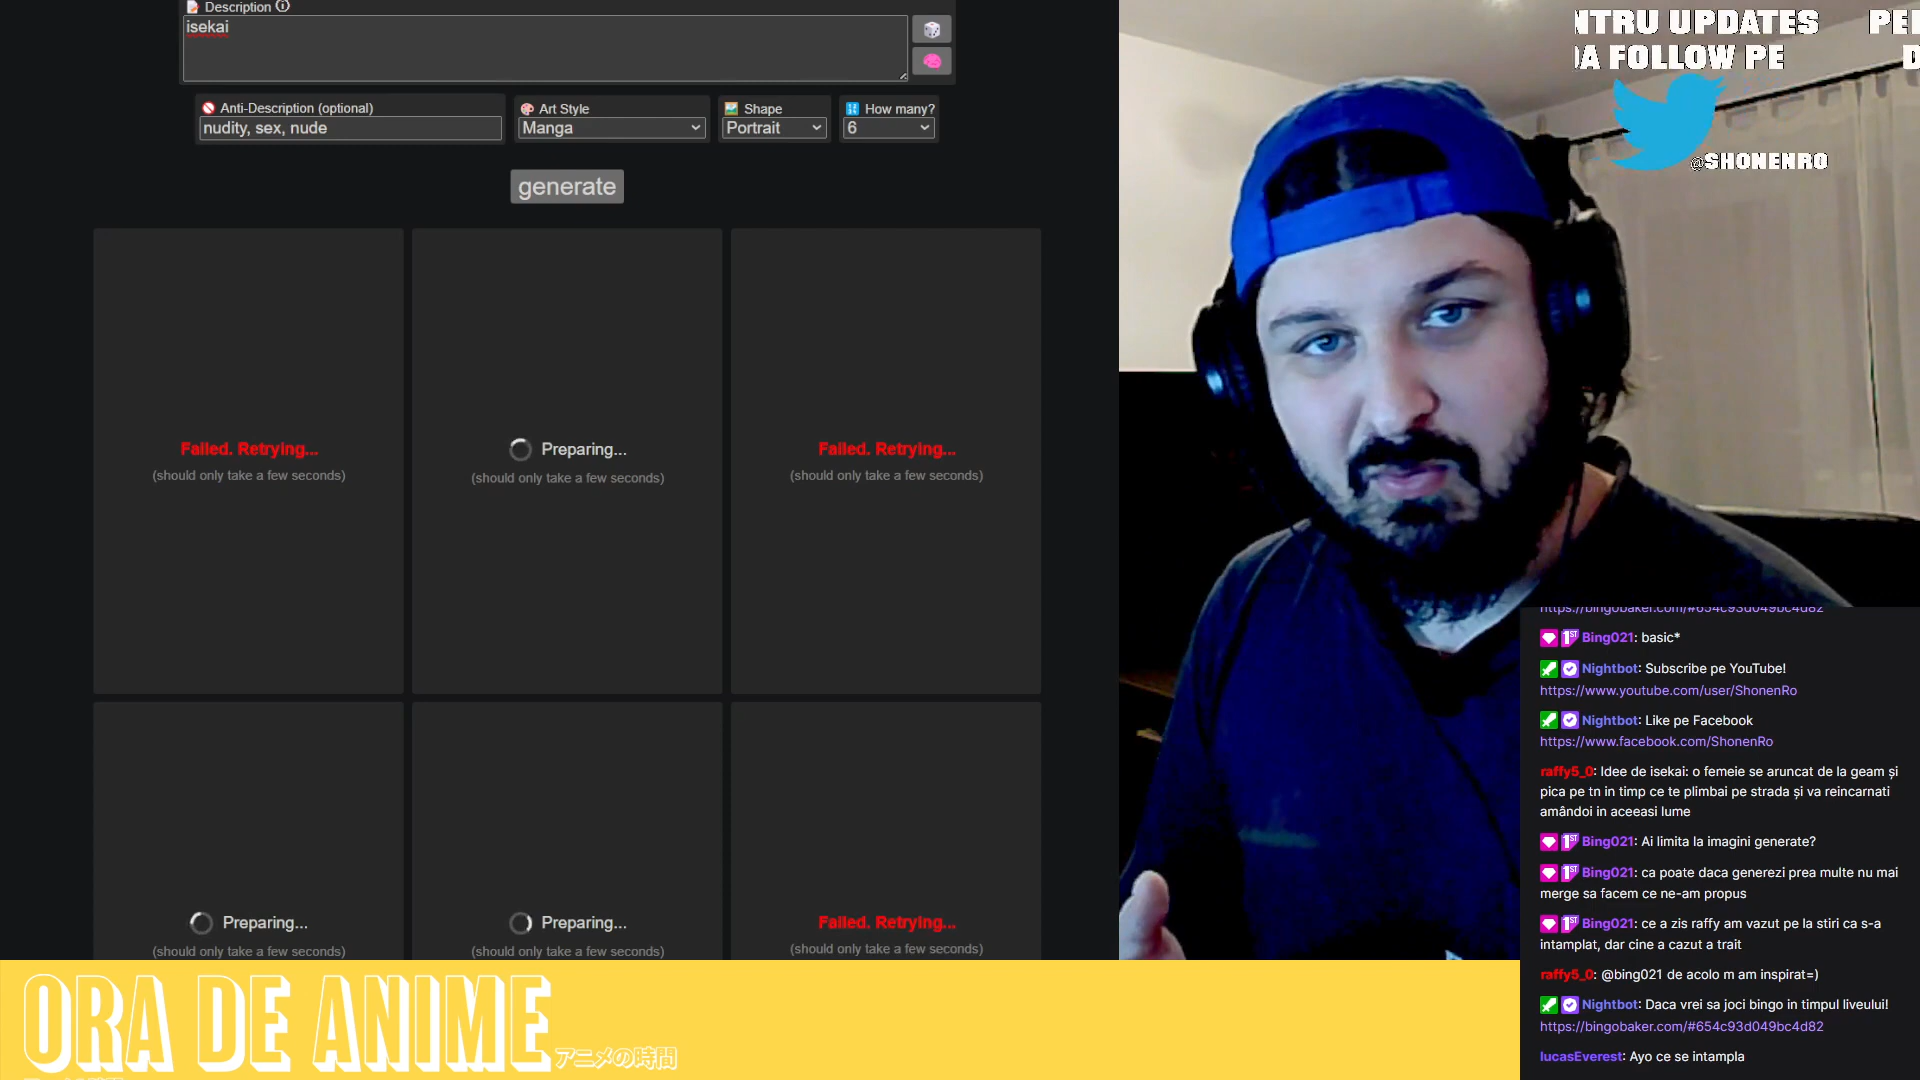 Description
isekai
Anti-Description (optional)
nudity, sex, nude
Art Style
Manga
Shape
Portrait
How many?
6
generate
Failed. Retrying...
(should only take a few seconds)
Preparing...
(should only take a few seconds)
Failed. Retrying...
(should only take a few seconds)
Preparing...
(should only take a few seconds)
Preparing...
(should only take a few seconds)
Failed. Retrying...
(should only take a few seconds)
NTRU UPDATES
DA FOLLOW PE
@SHONENRO
https://bingobaker.com/#654c93d049bc4d82
Bing021: basic*
Nightbot: Subscribe pe YouTube!
https://www.youtube.com/user/ShonenRo
Nightbot: Like pe Facebook
https://www.facebook.com/ShonenRo
raffy5_0: Idee de isekai: o femeie se aruncat de la geam și
pica pe tn in timp ce te plimbai pe strada și va reincarnati
amândoi in aceeasi lume
Bing021: Ai limita la imagini generate?
Bing021: ca poate daca generezi prea multe nu mai
merge sa facem ce ne-am propus
Bing021: ce a zis raffy am vazut pe la stiri ca s-a
intamplat, dar cine a cazut a trait
raffy5_0: @bing021 de acolo m am inspirat=)
Nightbot: Daca vrei sa joci bingo in timpul liveului!
https://bingobaker.com/#654c93d049bc4d82
lucasEverest: Ayo ce se intampla
ORA DE ANIME
アニメの時間